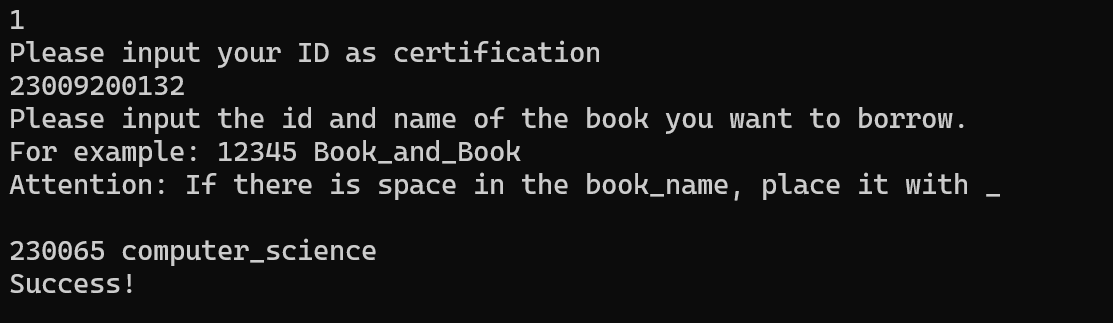 1
Please input your ID as certification
23009200132
Please input the id and name of the book you want to borrow.
For example: 12345 Book_and_Book
Attention: If there is space in the book_name, place it with _
230065 computer_science
Success!